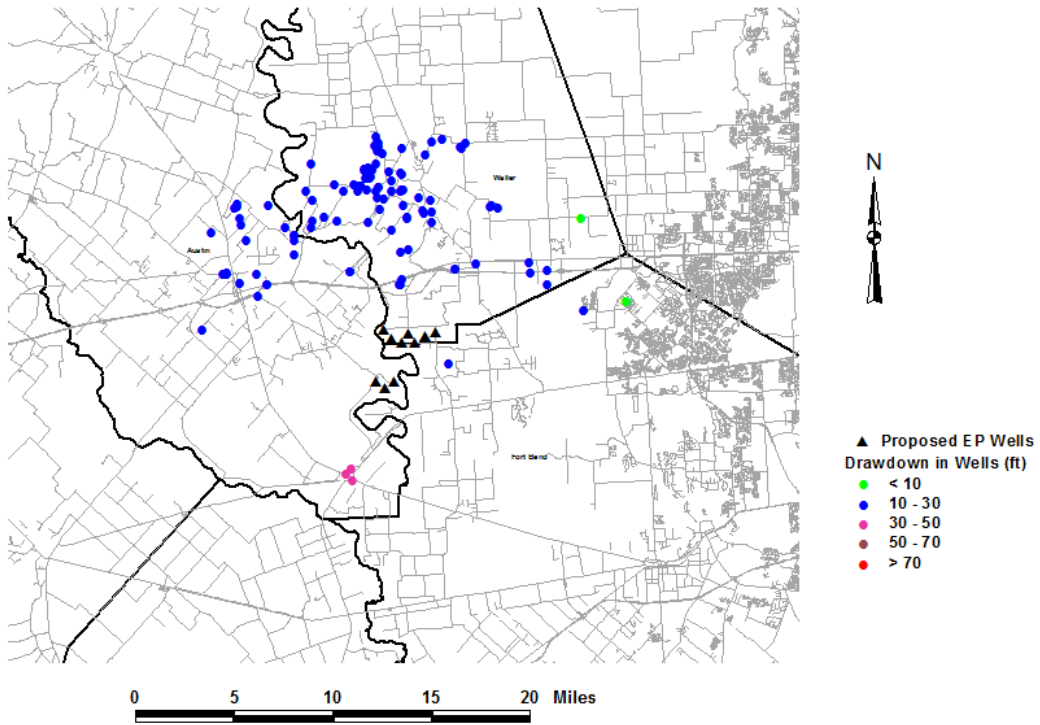 N
Waller
Austin
Fort Bend
▲ Proposed EP Wells
Drawdown in Wells (ft)
< 10
10 - 30
30 - 50
50 - 70
> 70
0 5 10 15 20 Miles